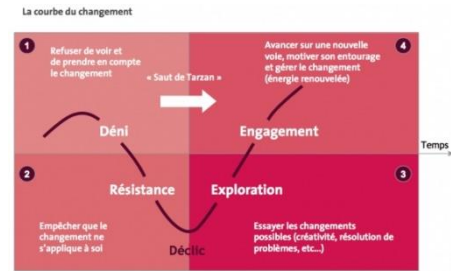 La courbe du changement
1
Refuser de voir et
de prendre en compte
le changement
« Saut de Tarzan »
Avancer sur une nouvelle
voie, motiver son entourage
et gérer le changement
(énergie renouvelée)
4
Déni
Engagement
Temps
2
3
Résistance
Exploration
Empêcher que le
changement ne
s'applique à soi
Déclic
Essayer les changements
possibles (créativité, résolution de
problèmes, etc...)